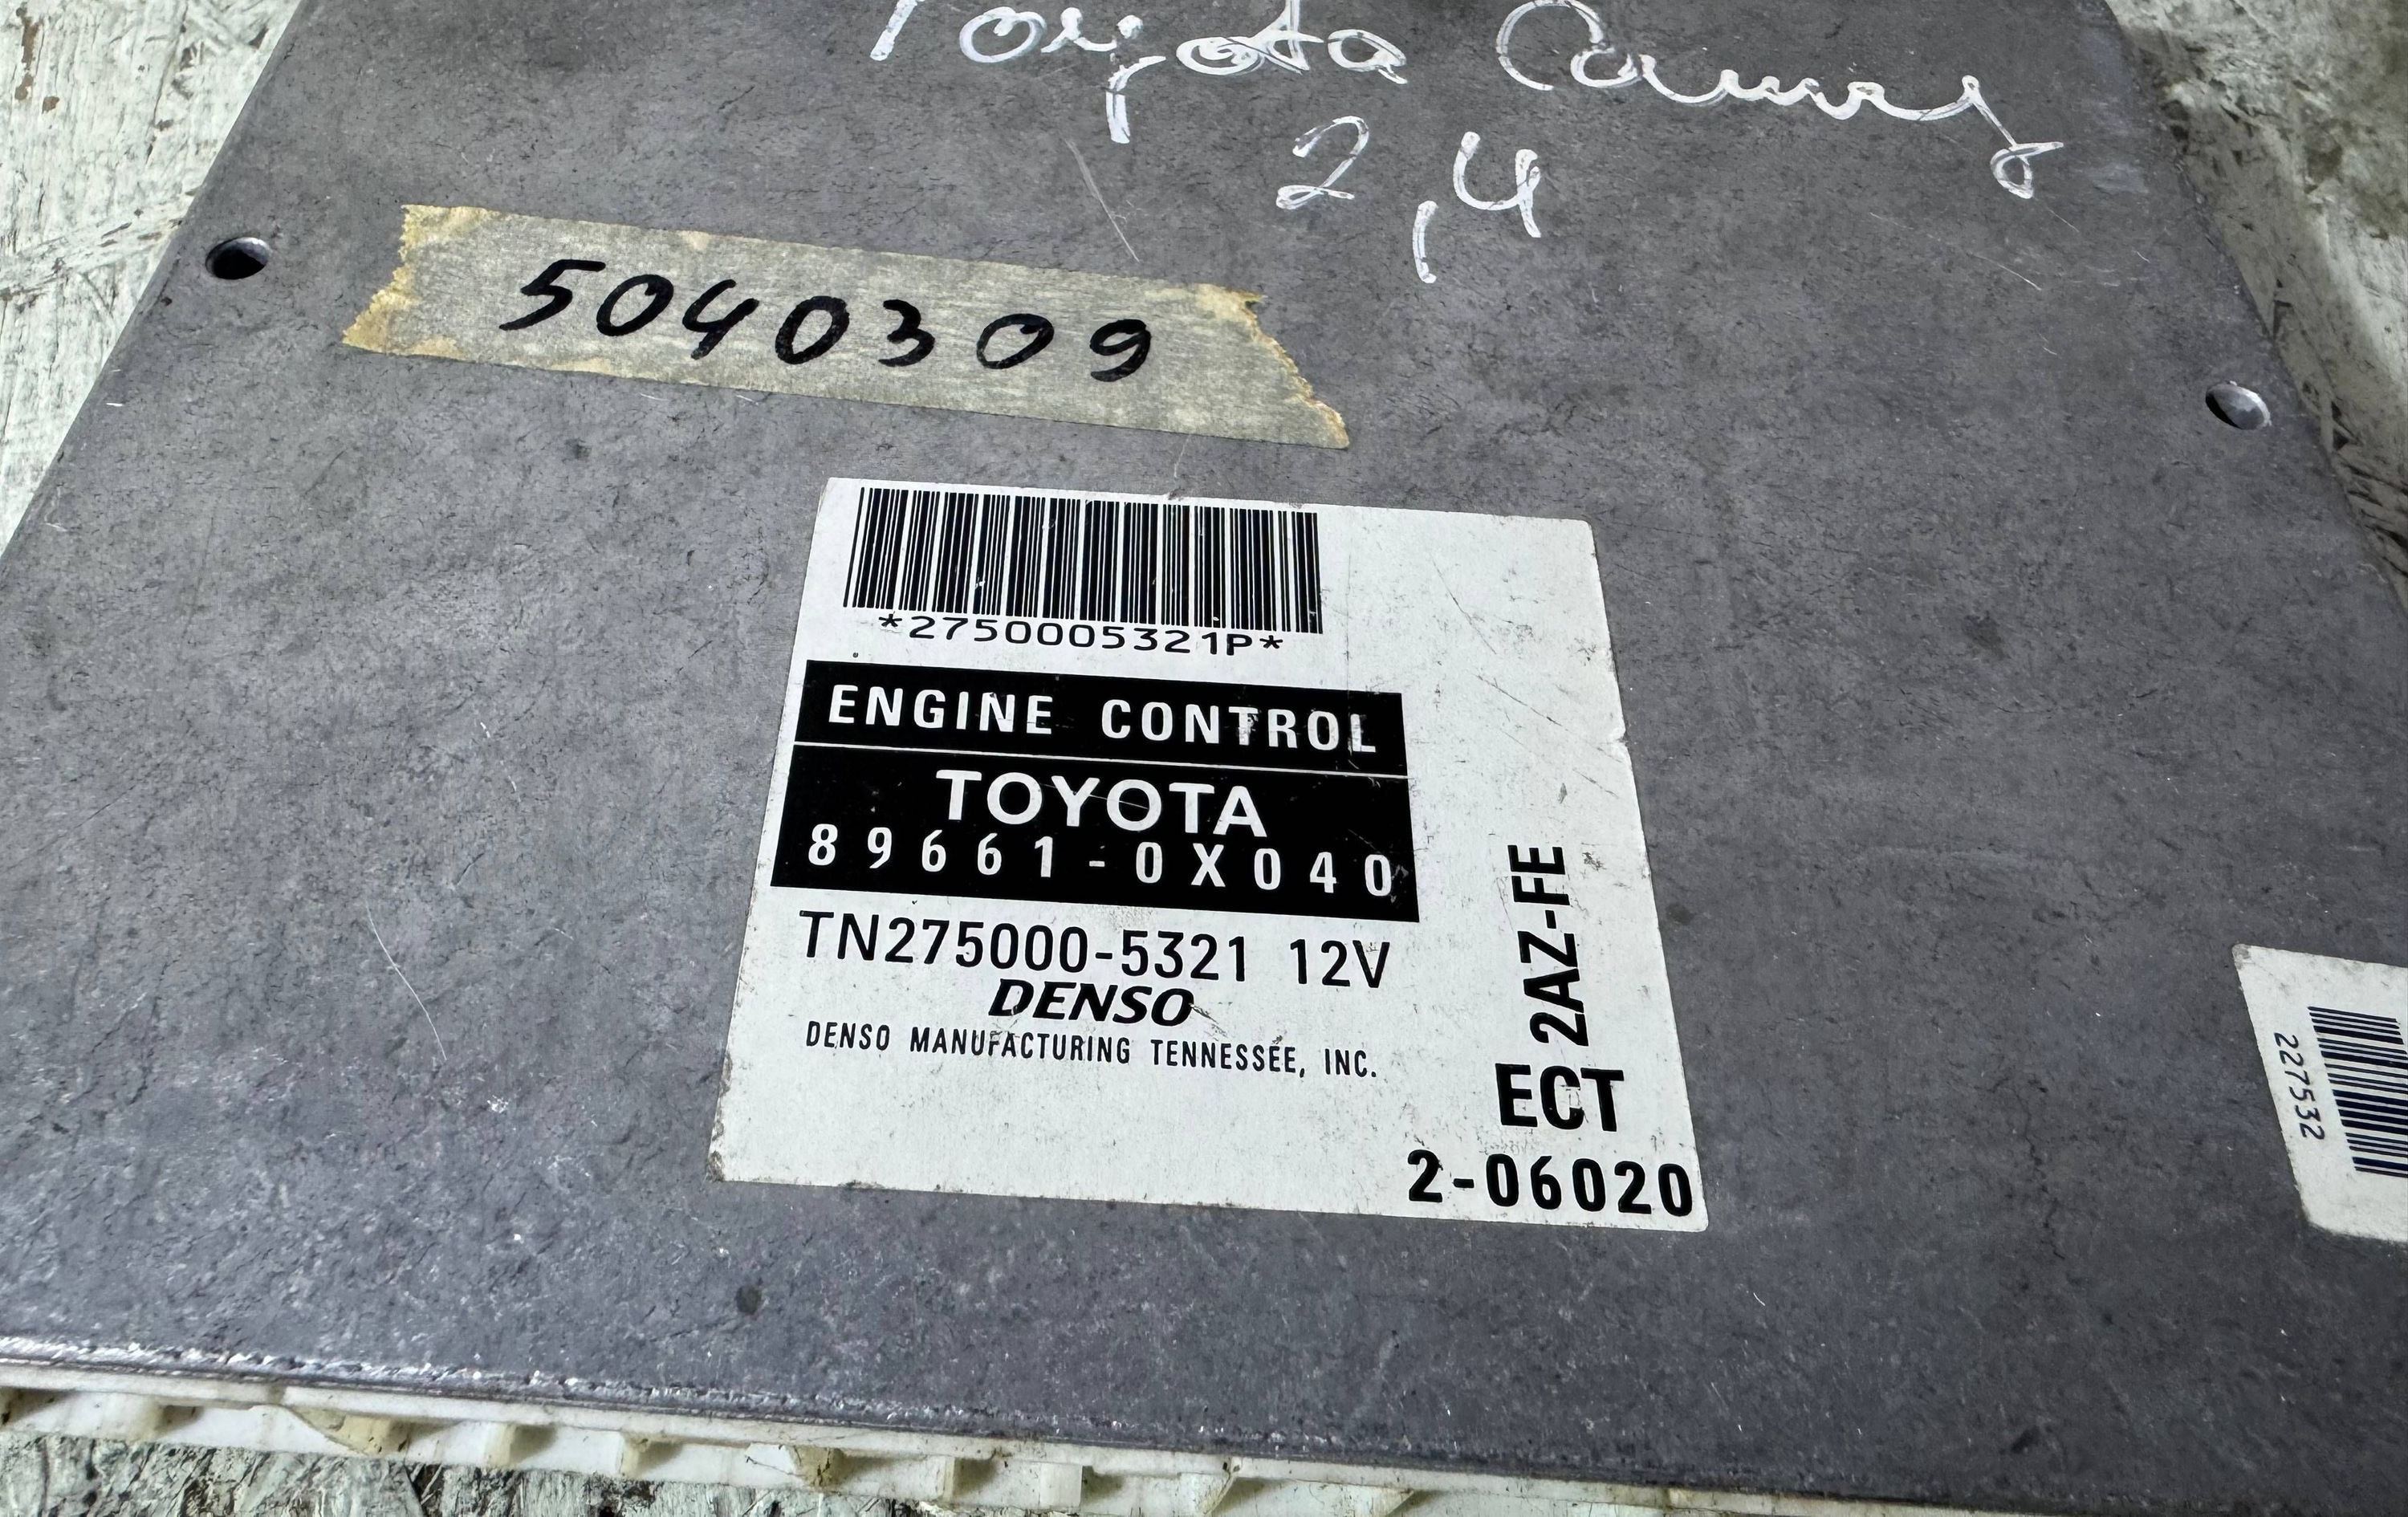 Toyota Camry
2,4
5040309
*2750005321P*
ENGINE CONTROL
TOYOTA
89661-0X040
TN275000-5321 12V
DENSO
DENSO MANUFACTURING TENNESSEE, INC.
2AZ-FE
ECT
2-06020
227532